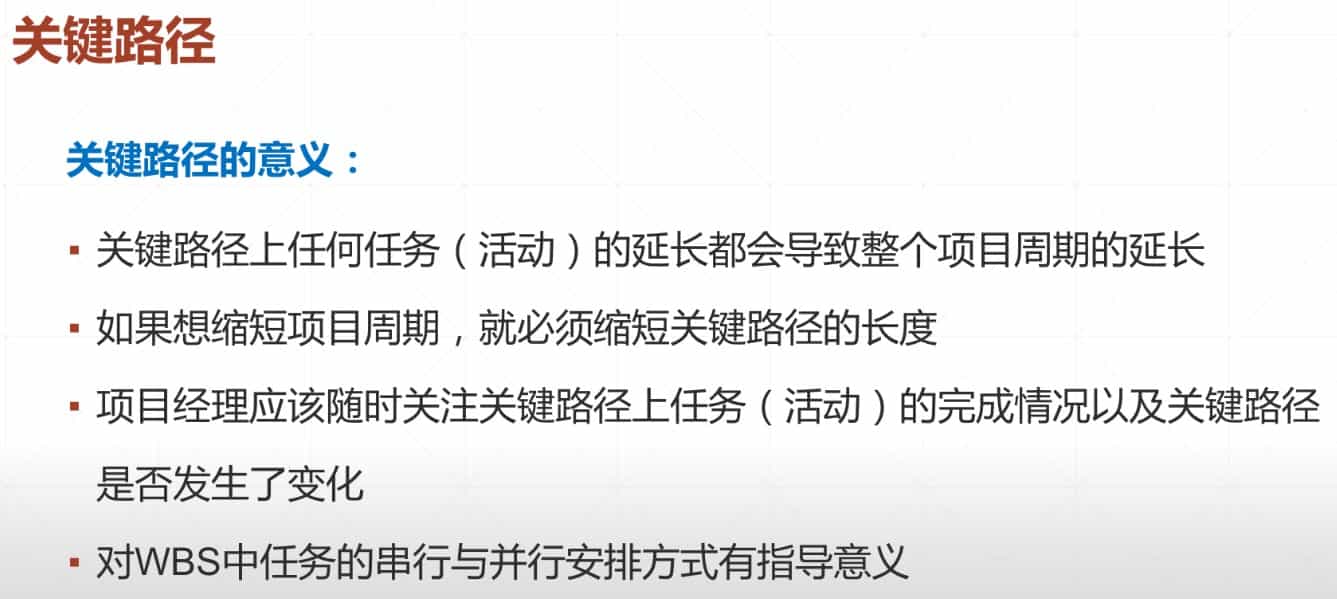 关键路径
关键路径的意义：
▪ 关键路径上任何任务（活动）的延长都会导致整个项目周期的延长
▪ 如果想缩短项目周期，就必须缩短关键路径的长度
▪ 项目经理应该随时关注关键路径上任务（活动）的完成情况以及关键路径
是否发生了变化
▪ 对WBS中任务的串行与并行安排方式有指导意义